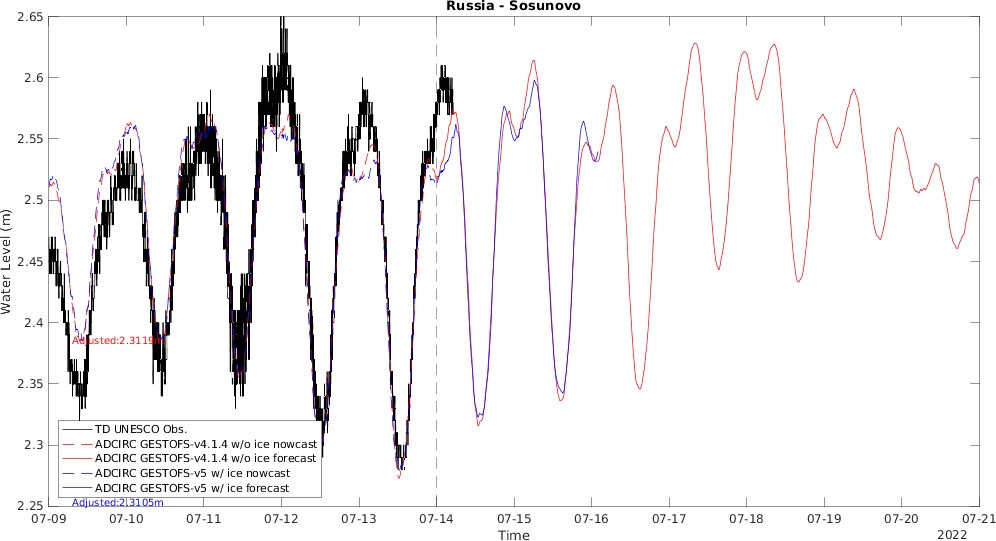 Russia - Sosunovo
2.65
2.6
2.55
2.5
2.45
2.4
2.35
2.3
2.25
Water Level (m)
Adjusted:2.3119m
TD UNESCO Obs.
ADCIRC GESTOFS-v4.1.4 w/o ice nowcast
ADCIRC GESTOFS-v4.1.4 w/o ice forecast
ADCIRC GESTOFS-v5 w/ ice nowcast
ADCIRC GESTOFS-v5 w/ ice forecast
Adjusted:2.3105m
07-09 07-10 07-11 07-12 07-13 07-14 07-15 07-16 07-17 07-18 07-19 07-20 07-21
Time
2022